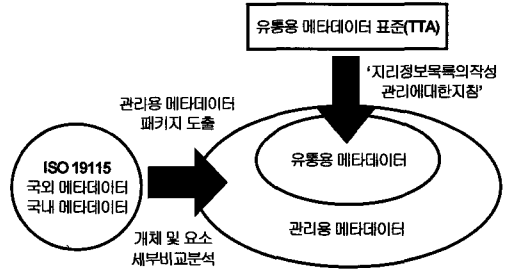 유통용 메타데이터 표준(TTA)
'지리정보목록의작성
관리에대한지침'
관리용 메타데이터
패키지 도출
ISO 19115
국외 메타데이터
국내 메타데이터
유통용 메타데이터
관리용 메타데이터
개체 및 요소
세부비교분석